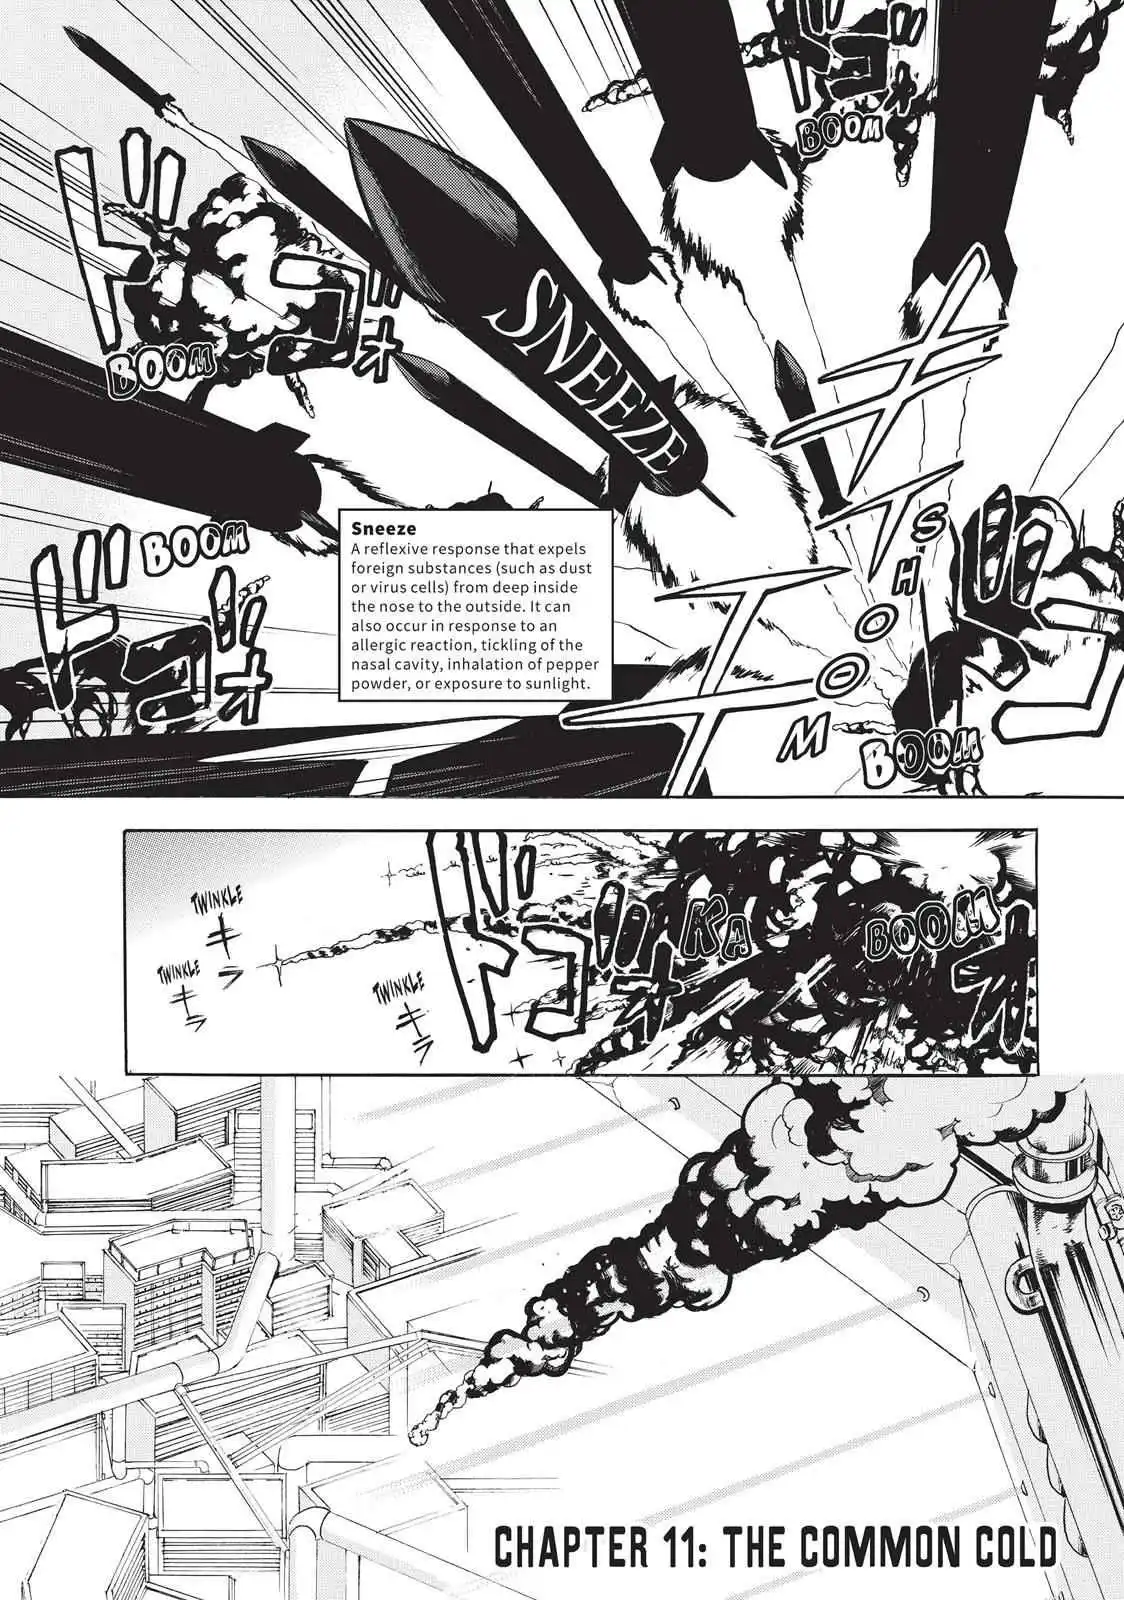 ドゴォ
BOOM
ドゴォ
BOOM
SNEEZE
キラ
ドゴォ
BOOM
Sneeze
A reflexive response that expels
foreign substances (such as dust
or virus cells) from deep inside
the nose to the outside. It can
also occur in response to an
allergic reaction, tickling of the
nasal cavity, inhalation of pepper
powder, or exposure to sunlight.
SHOOM
ドゴ
BOOM
TWINKLE
キラ
TWINKLE
キラ
TWINKLE
キラ
ドゴォォ
KA
BOOM
CHAPTER 11: THE COMMON COLD